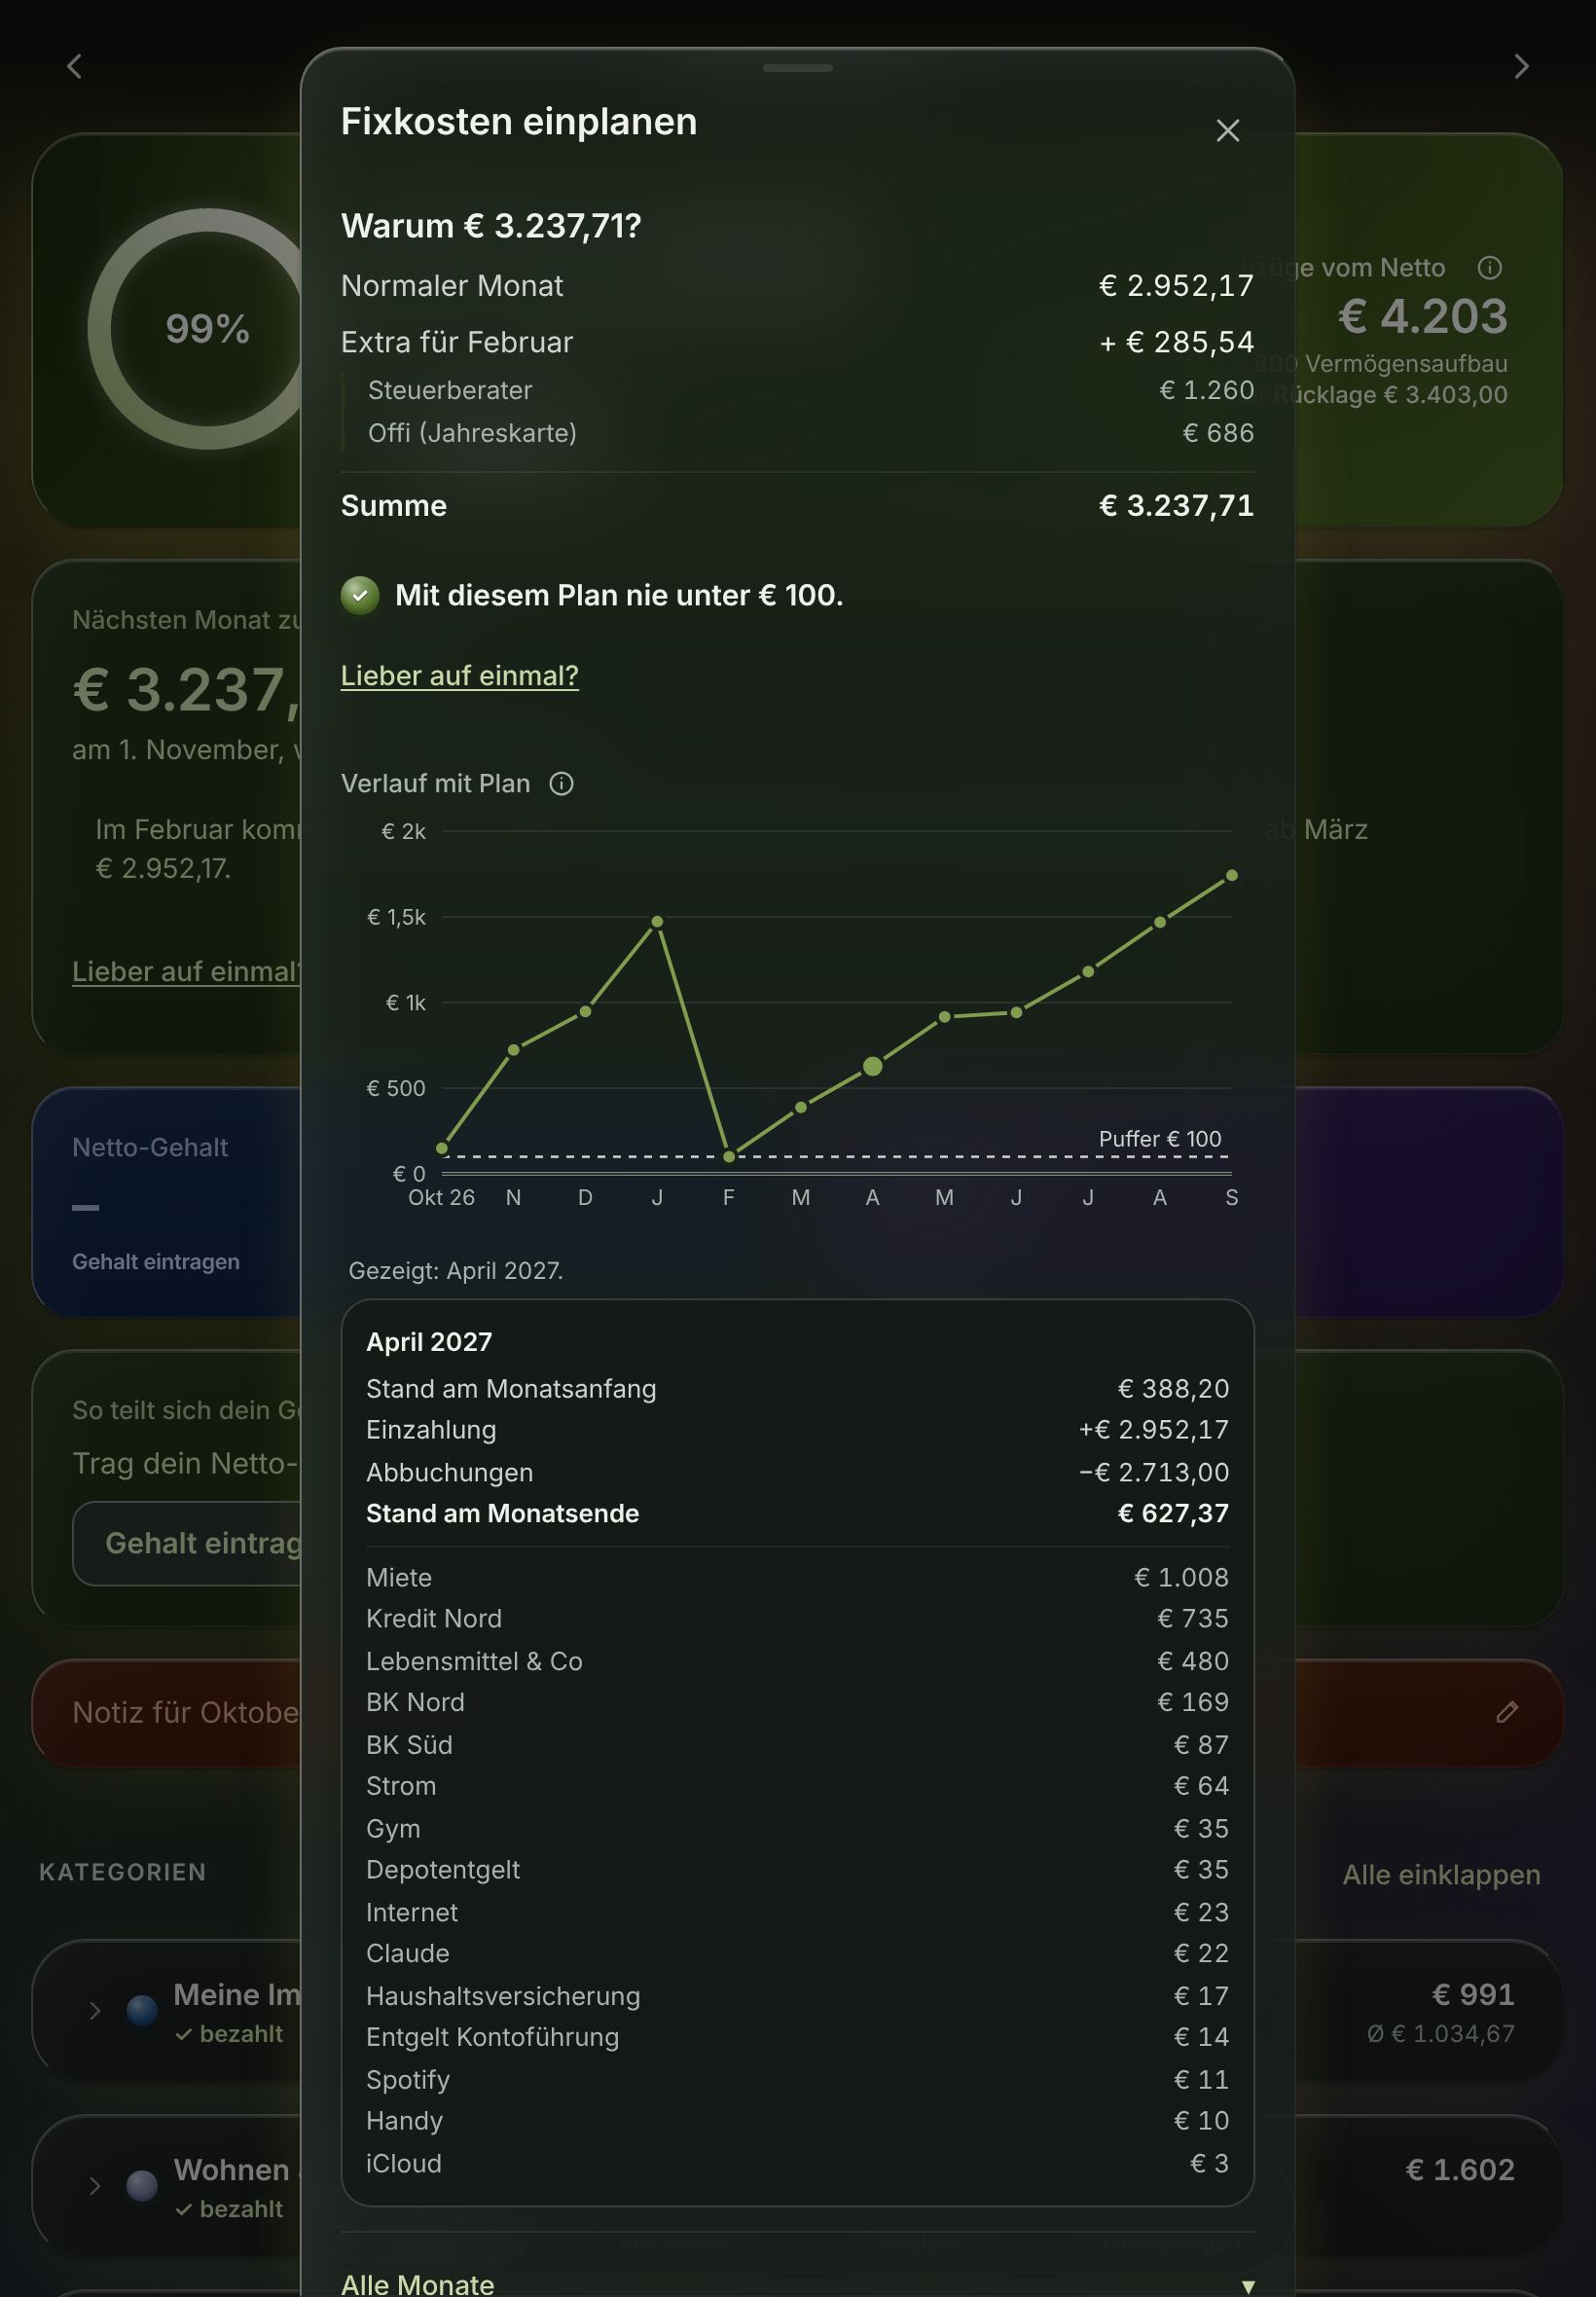 Fixkosten einplanen
Warum € 3.237,71?
Normaler Monat € 2.952,17
Extra für Februar + € 285,54
Steuerberater € 1.260
Offi (Jahreskarte) € 686
Summe € 3.237,71
Mit diesem Plan nie unter € 100.
Lieber auf einmal?
Verlauf mit Plan
€ 2k
€ 1,5k
€ 1k
€ 500
Puffer € 100
€ 0
Okt 26 N D J F M A M J J A S
Gezeigt: April 2027.
April 2027
Stand am Monatsanfang € 388,20
Einzahlung +€ 2.952,17
Abbuchungen −€ 2.713,00
Stand am Monatsende € 627,37
Miete € 1.008
Kredit Nord € 735
Lebensmittel & Co € 480
BK Nord € 169
BK Süd € 87
Strom € 64
Gym € 35
Depotentgelt € 35
Internet € 23
Claude € 22
Haushaltsversicherung € 17
Entgelt Kontoführung € 14
Spotify € 11
Handy € 10
iCloud € 3
Alle Monate
99%
vom Netto
€ 4.203
Vermögensaufbau
Rücklage € 3.403,00
Nächsten Monat
€ 3.237,
am 1. November,
Im Februar
ab März
€ 2.952,17.
Lieber auf einmal?
Netto-Gehalt
–
Gehalt eintragen
So teilt sich dein
Trag dein Netto-
Gehalt
Notiz für
KATEGORIEN
Alle einklappen
Meine
✓ bezahlt
€ 991
Ø € 1.034,67
Wohnen
✓ bezahlt
€ 1.602